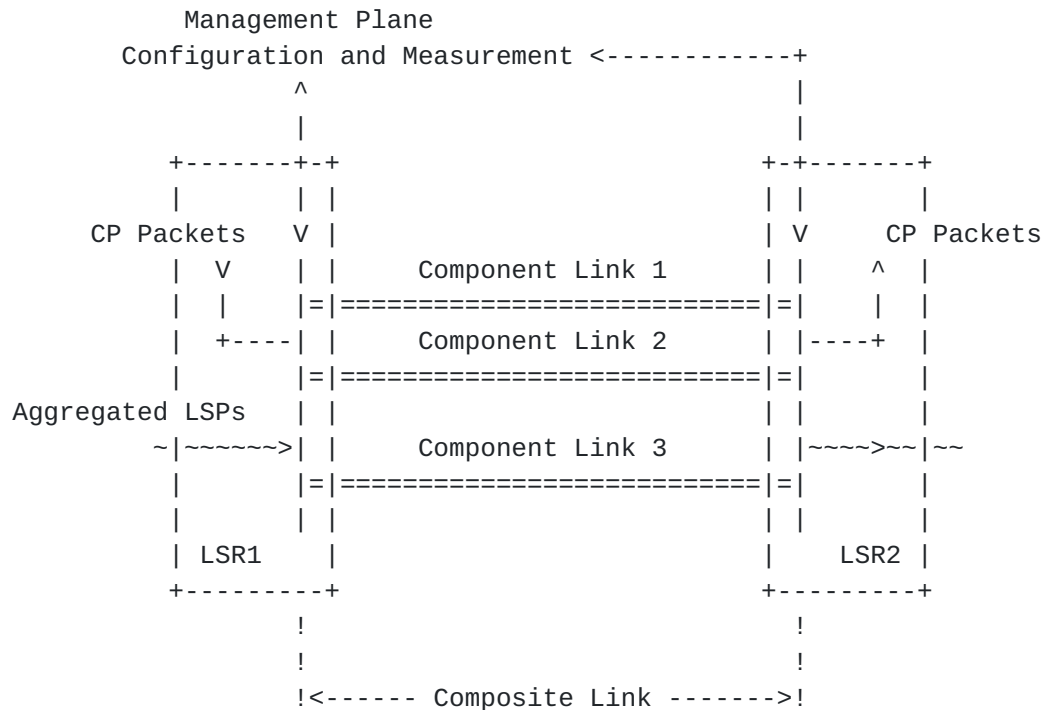 Management Plane
Configuration and Measurement <------------+
^ |
| |
+-------+-+ +-+-------+
| | | | | |
CP Packets V | | V CP Packets
| V | | Component Link 1 | | ^ |
| | |=|===========================|=| | |
| +----| | Component Link 2 | |----+ |
| |=|===========================|=| |
Aggregated LSPs | | | | |
~|~~~~~~>| | Component Link 3 | |~~~~>~~|~~
| |=|===========================|=| |
| | | | | |
| LSR1 | | LSR2 |
+---------+ +---------+
! !
! !
!<------ Composite Link ------->!